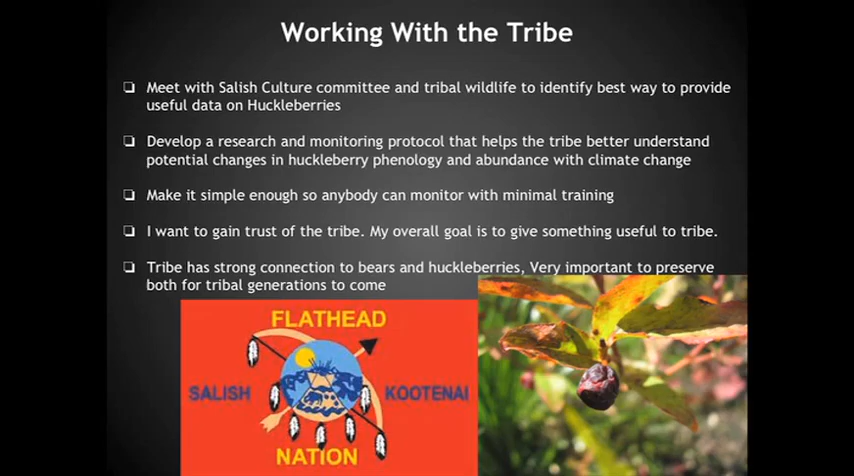 Working With the Tribe
❑ Meet with Salish Culture committee and tribal wildlife to identify best way to provide
useful data on Huckleberries
❑ Develop a research and monitoring protocol that helps the tribe better understand
potential changes in huckleberry phenology and abundance with climate change
❑ Make it simple enough so anybody can monitor with minimal training
❑ I want to gain trust of the tribe. My overall goal is to give something useful to tribe.
❑ Tribe has strong connection to bears and huckleberries, Very important to preserve
both for tribal generations to come
FLATHEAD
SALISH KOOTENAI
NATION